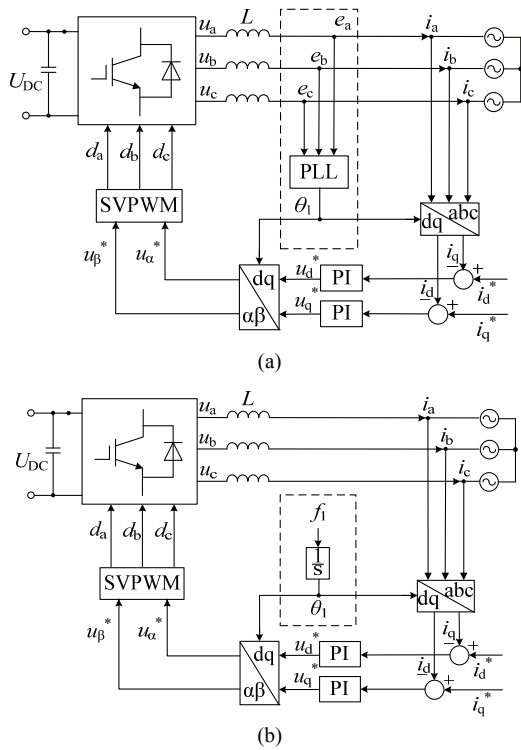 u_a L e_a i_a
U_DC u_b e_b i_b
u_c e_c i_c
d_a d_b d_c
PLL
SVPWM θ_1 dq abc
u_β* u_α* dq u_d* PI i_q − + i_d*
αβ u_q* PI i_d − + i_q*
(a)
u_a L i_a
U_DC u_b i_b
u_c i_c
d_a d_b d_c f_1
1/s
SVPWM θ_1 dq abc
u_β* u_α* dq u_d* PI i_q − + i_d*
αβ u_q* PI i_d − + i_q*
(b)